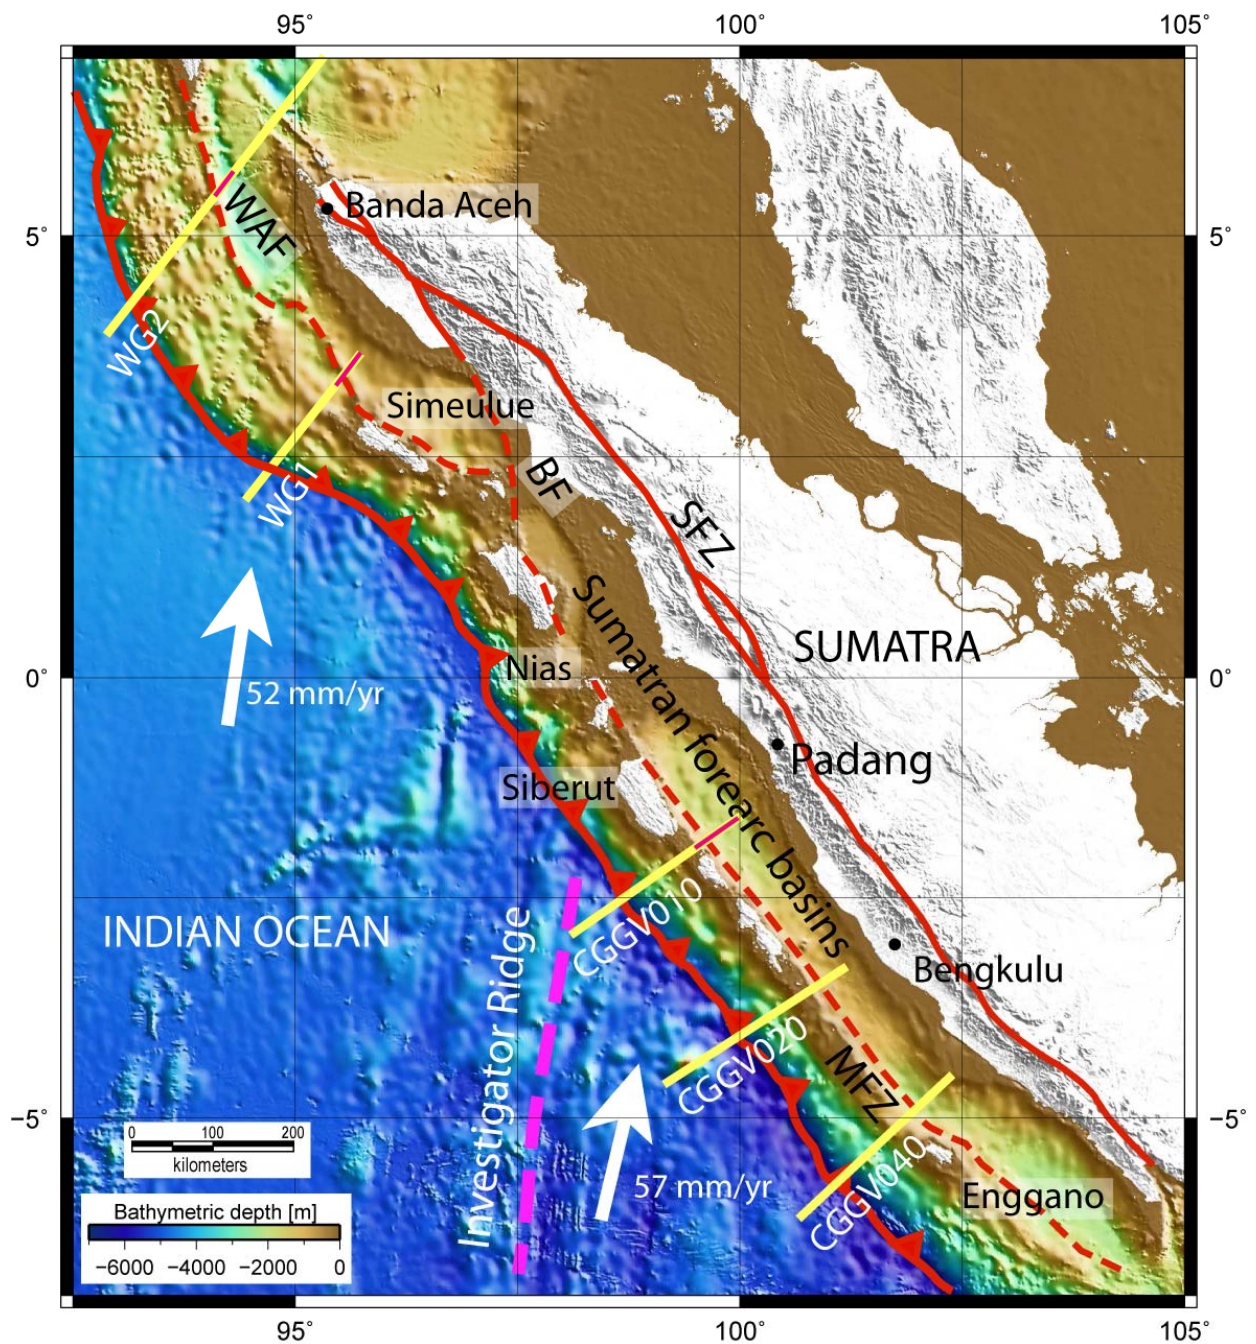 95°
100°
105°
Banda Aceh
WAF
5°
5°
WG2
Simeulue
WG1
BF
SFZ
Sumatran forearc basins
SUMATRA
Nias
0°
0°
52 mm/yr
Padang
Siberut
CGGV010
INDIAN OCEAN
Investigator Ridge
Bengkulu
CGGV020
MFZ
−5°
−5°
0 100 200
kilometers
CGGV040
57 mm/yr
Enggano
Bathymetric depth [m]
−6000 −4000 −2000 0
95°
100°
105°